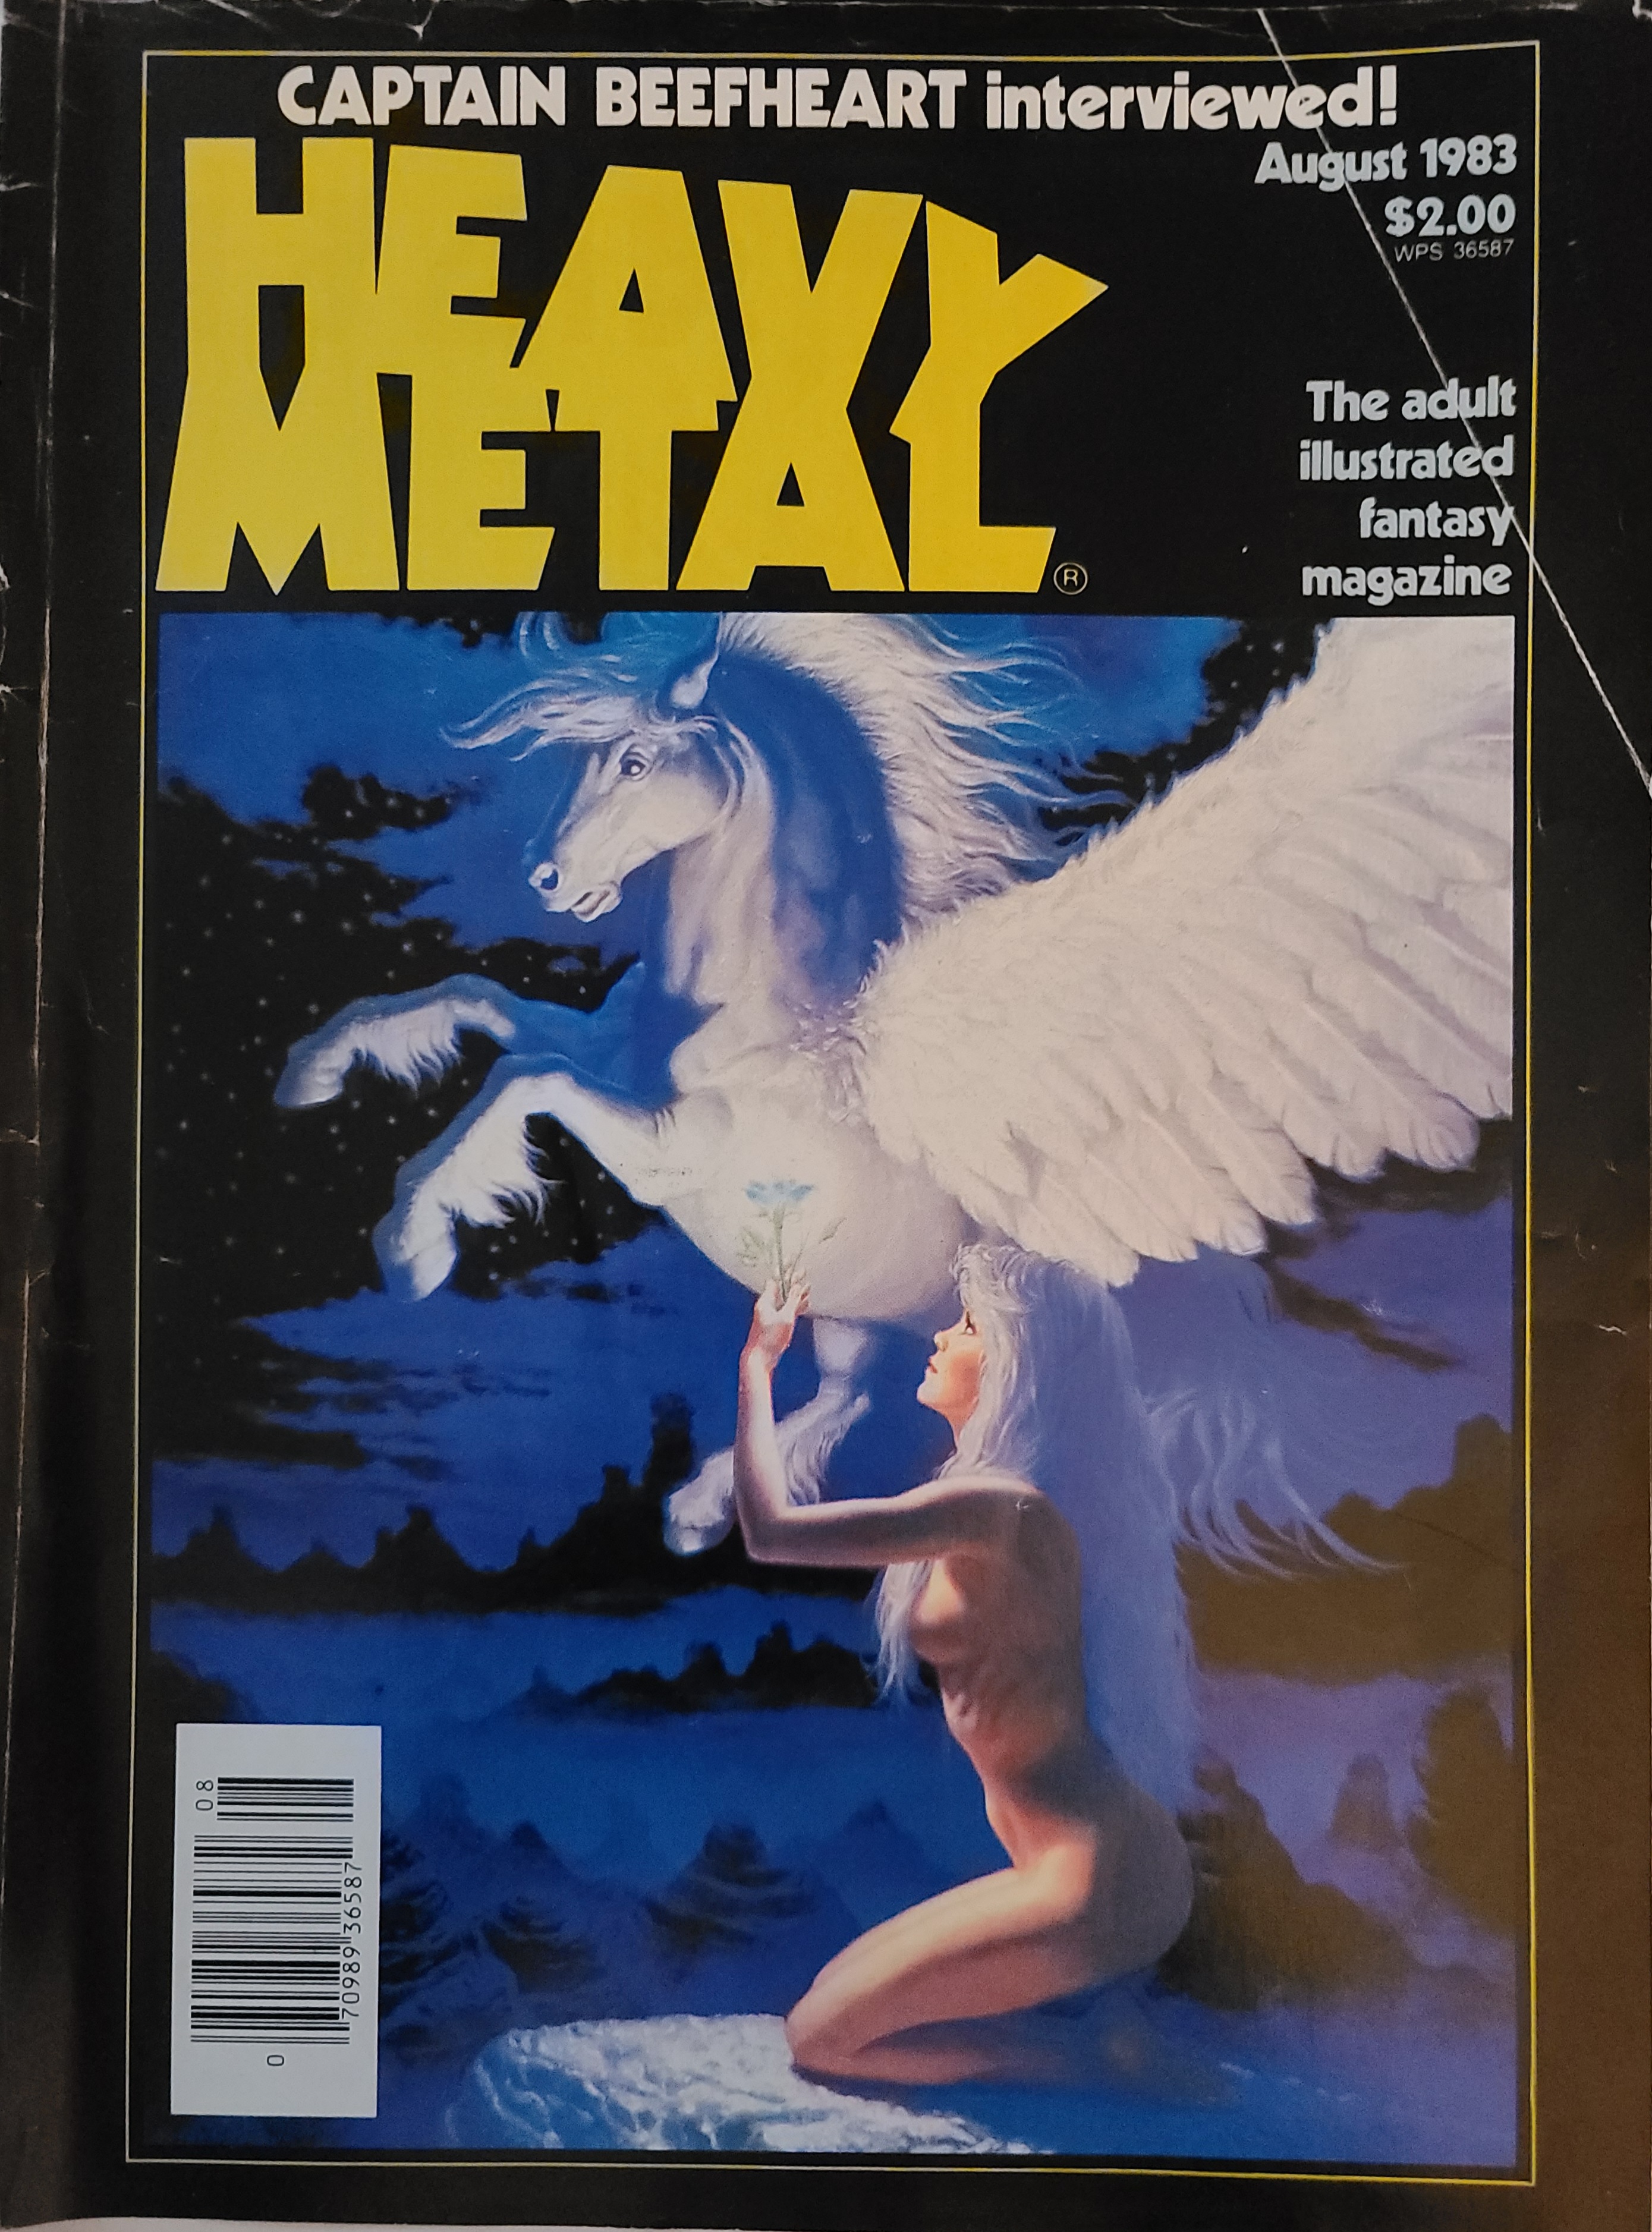 CAPTAIN BEEFHEART interviewed!
August 1983
$2.00
WPS 36587
HEAVY
METAL
®
The adult
illustrated
fantasy
magazine
08
0 70989 36587